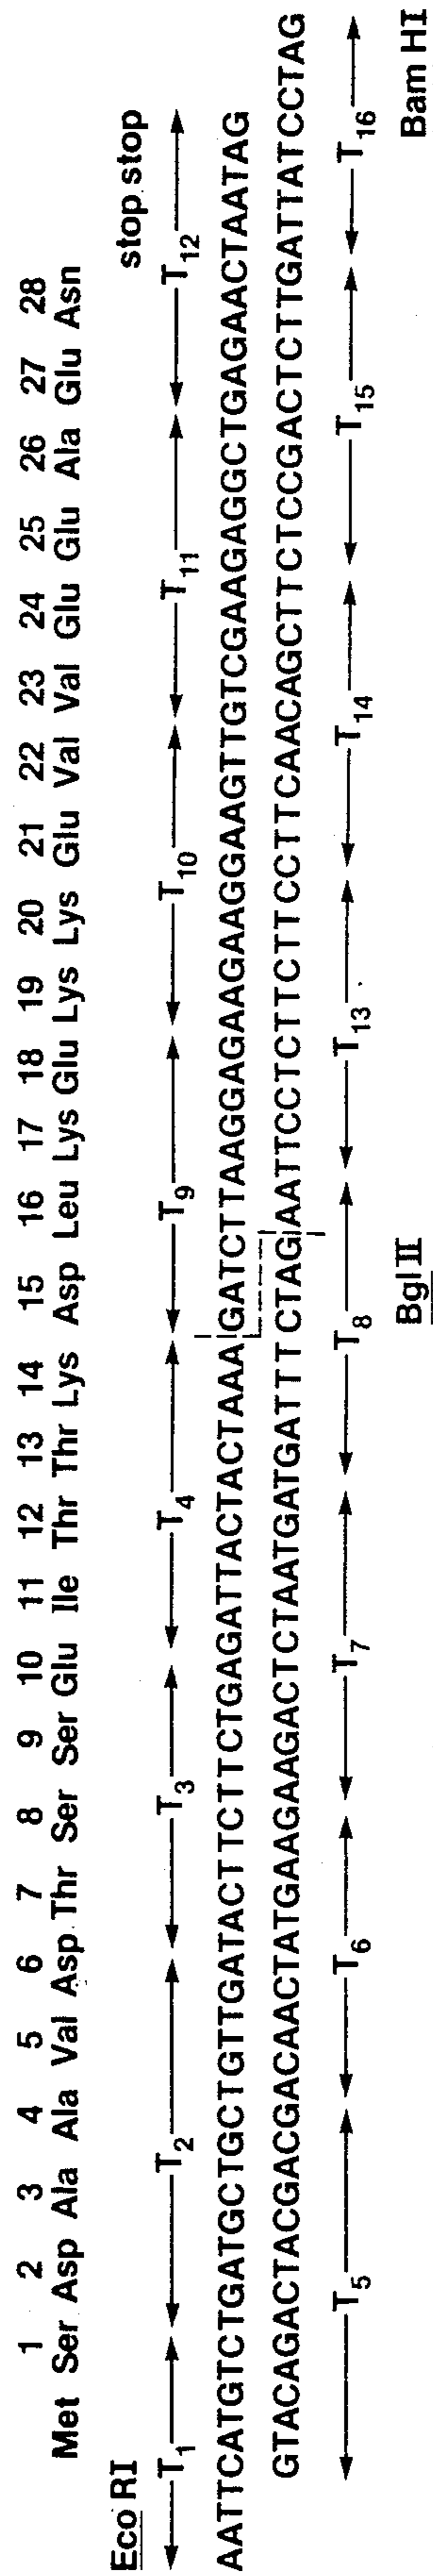 1 2 3 4 5 6 7 8 9 10 11 12 13 14 15 16 17 18 19 20 21 22 23 24 25 26 27 28
Met Ser Asp Ala Ala Val Asp Thr Ser Ser Glu Ile Thr Thr Lys Asp Leu Lys Glu Lys Lys Glu Val Val Glu Glu Ala Glu Asn
Eco RI stop stop
T1 T2 T3 T4 T9 T10 T11 T12
AATTCATGTCTGATGCTGCTGTTGATACTTCTTCTGAGATTACTACTAAA GATCTTAAGGAGAAGAAGGAAGTTGTCGAAGAGGCTGAGAACTAATAG
GTACAGACTACGACGACAACTATGAAGAAGACTCTAATGATGATTT CTAGAATTCCTCTTCTTCCTTCAACAGCTTCTCCGACTCTTGATTATCCTAG
T5 T6 T7 T8 T13 T14 T15 T16
Bgl II Bam HI